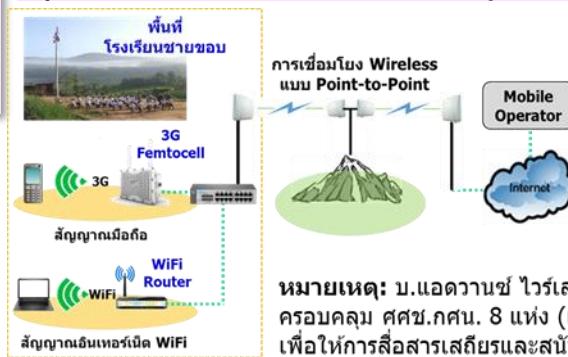 พื้นที่
โรงเรียนชายขอบ
การเชื่อมโยง Wireless
แบบ Point-to-Point
Mobile
Operator
3G
Femtocell
3G
สัญญาณมือถือ
Internet
WiFi
Router
WiFi
สัญญาณอินเทอร์เน็ต WiFi
หมายเหตุ: บ.แอดวานซ์ ไวร์เล
ครอบคลุม ศศช.กศน. 8 แห่ง
เพื่อให้การสื่อสารเสถียรและ